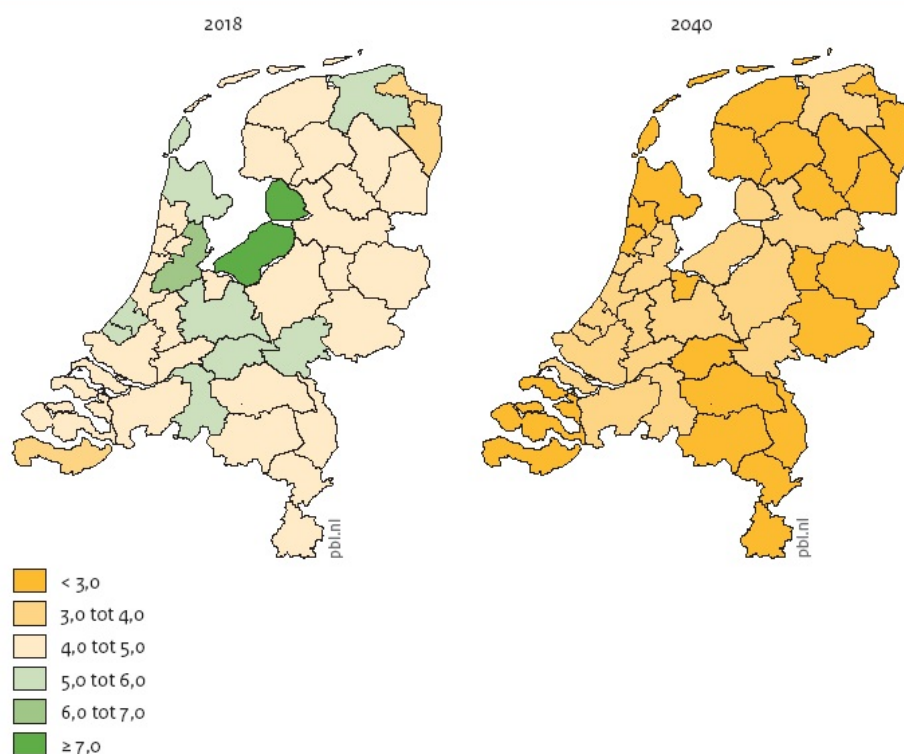 2018
2040
pbl.nl
pbl.nl
< 3,0
3,0 tot 4,0
4,0 tot 5,0
5,0 tot 6,0
6,0 tot 7,0
≥ 7,0